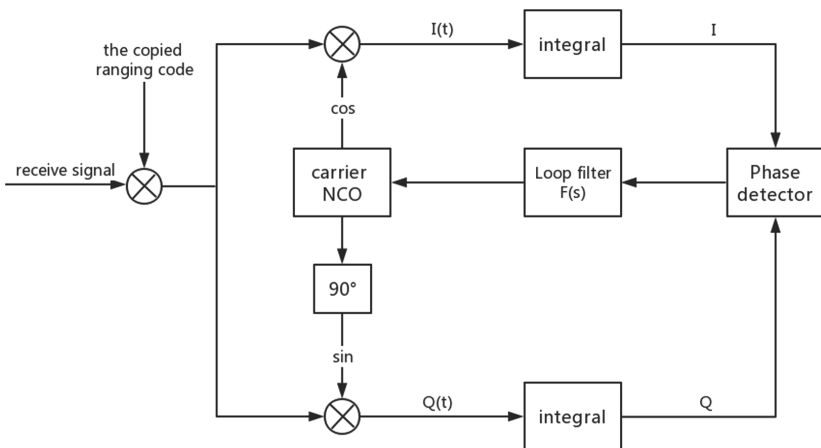 the copied
ranging code
receive signal
I(t)
integral
I
cos
carrier
NCO
Loop filter
F(s)
Phase
detector
90°
sin
Q(t)
integral
Q